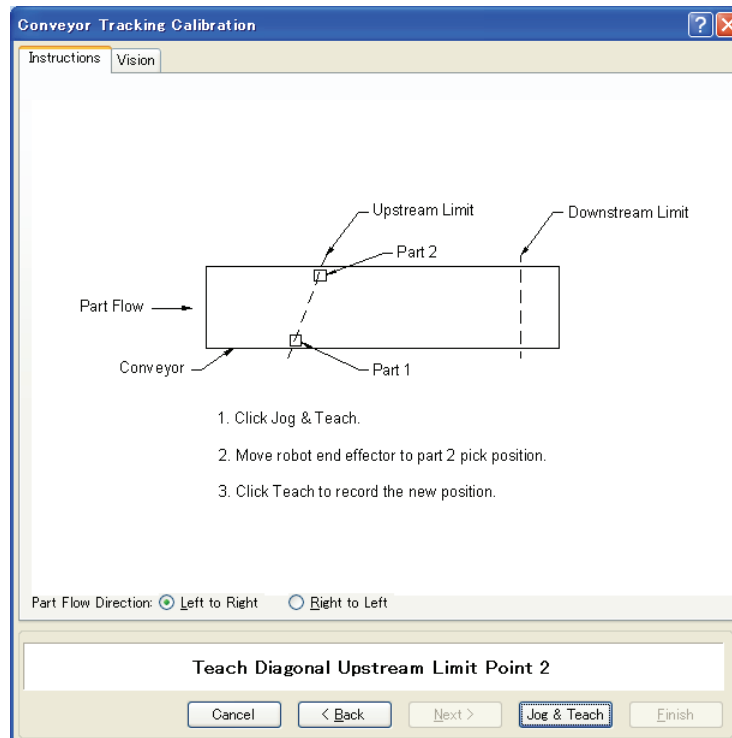 Conveyor Tracking Calibration
Instructions Vision
Upstream Limit
Downstream Limit
Part 2
Part Flow
Conveyor
Part 1
1. Click Jog & Teach.
2. Move robot end effector to part 2 pick position.
3. Click Teach to record the new position.
Part Flow Direction: Left to Right Right to Left
Teach Diagonal Upstream Limit Point 2
Cancel < Back Next > Jog & Teach Finish